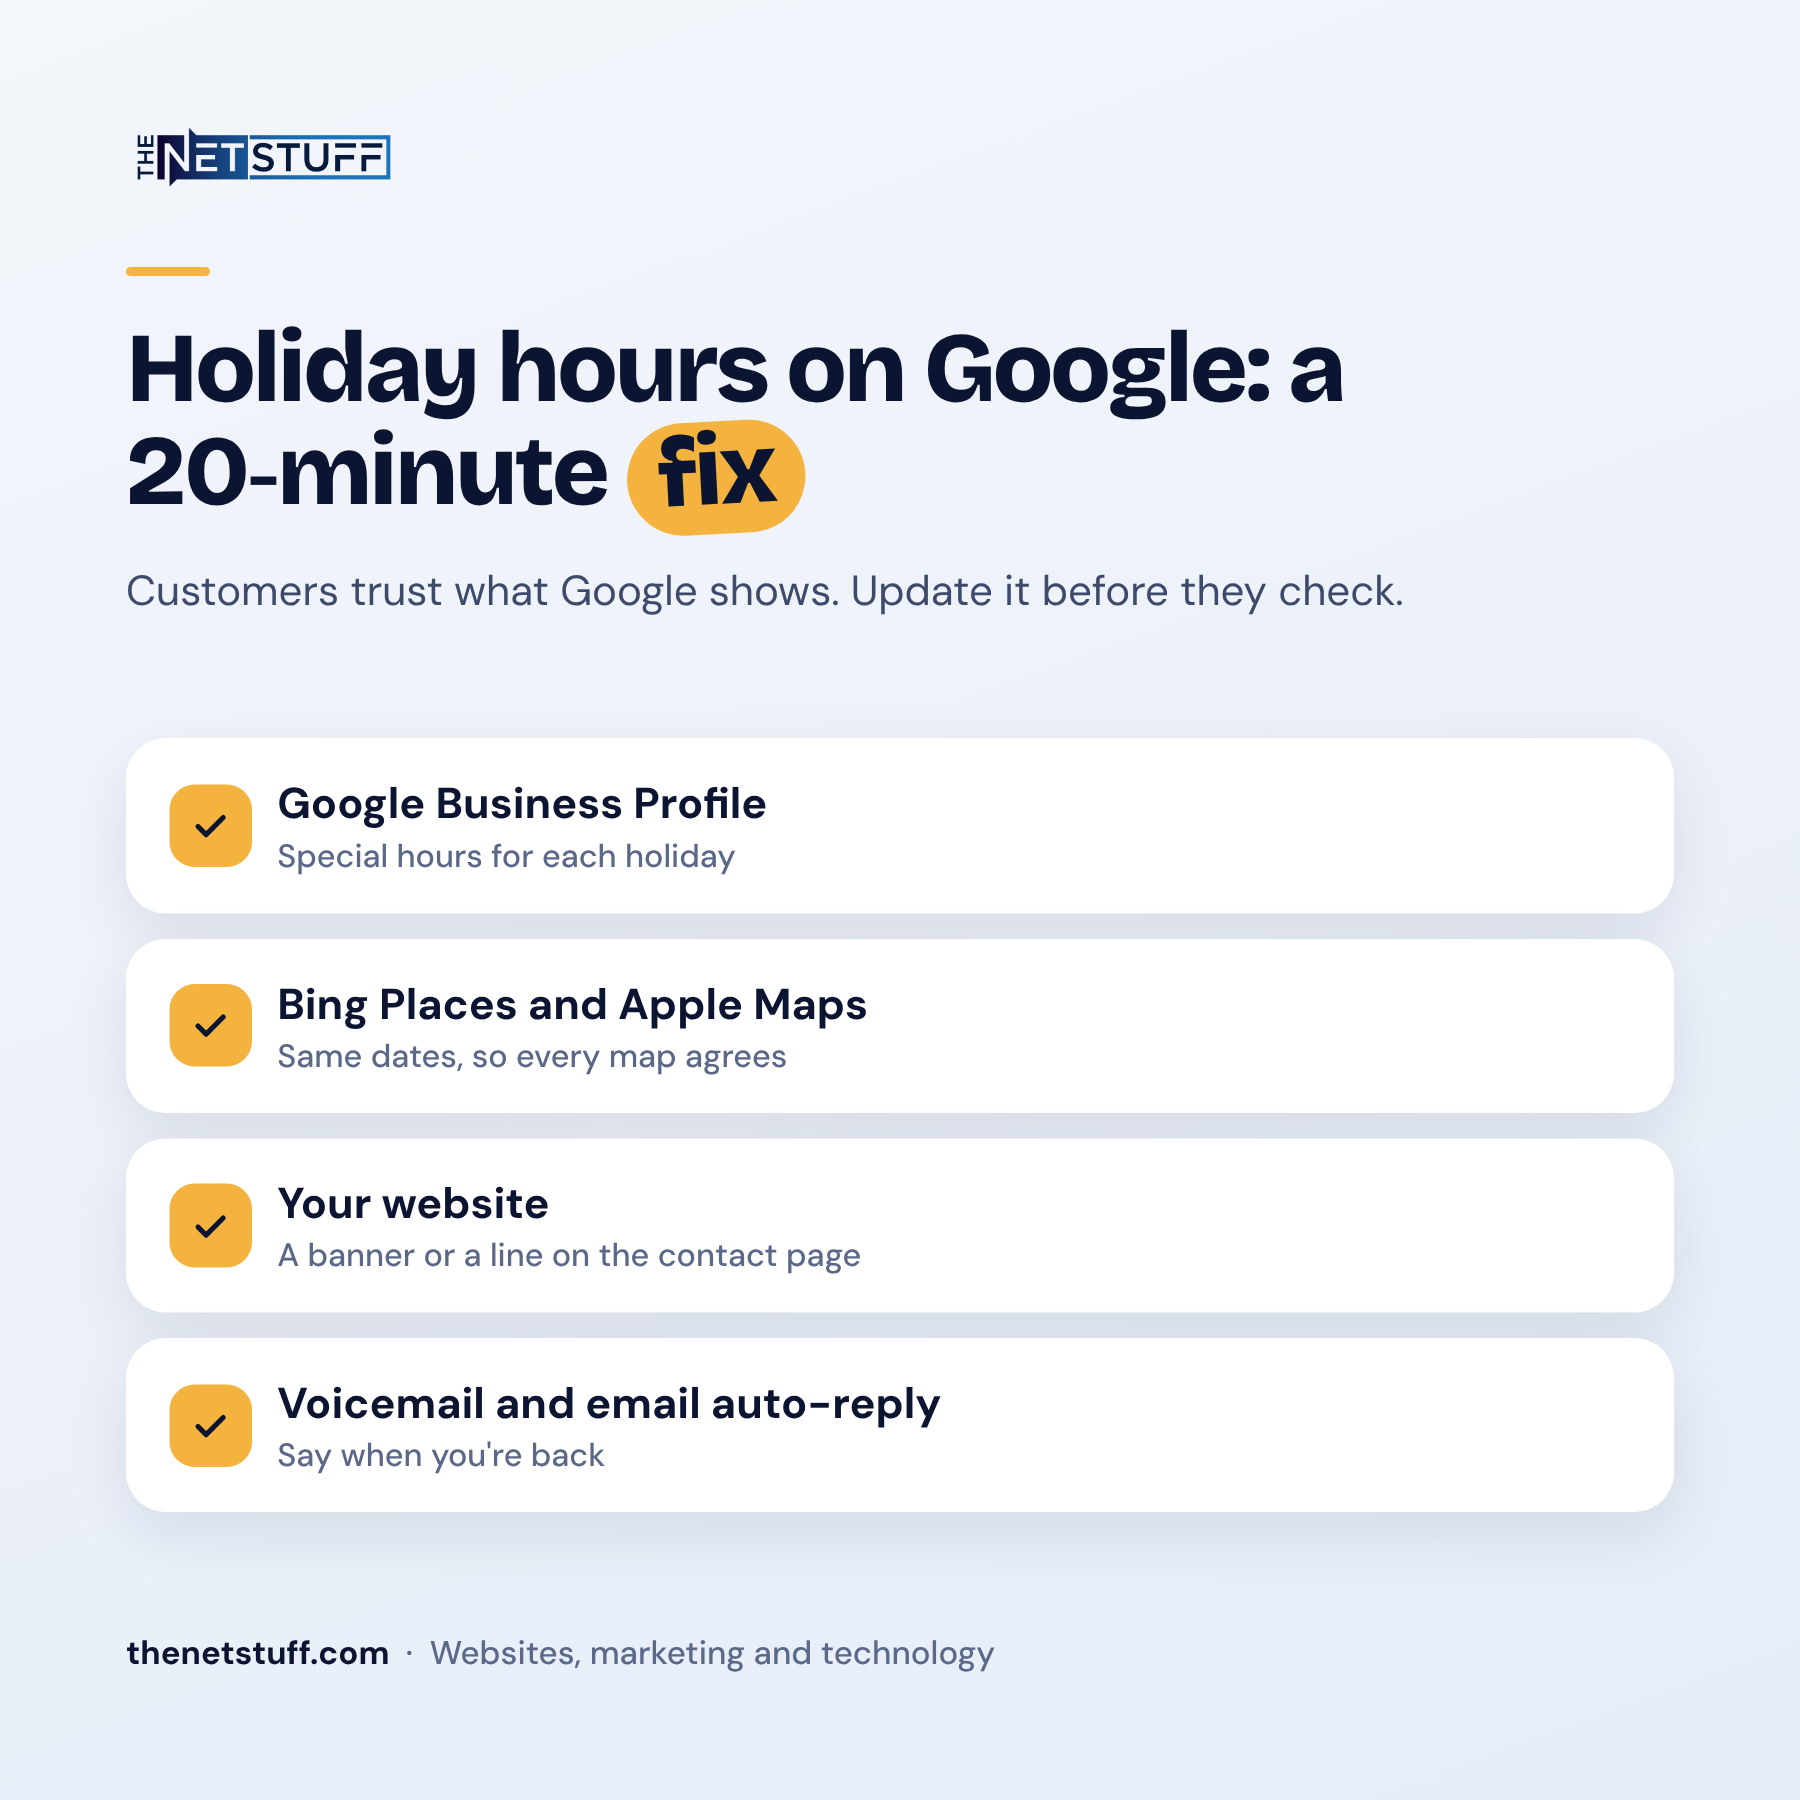 THE NETSTUFF
Holiday hours on Google: a
20-minute fix
Customers trust what Google shows. Update it before they check.
Google Business Profile
Special hours for each holiday
Bing Places and Apple Maps
Same dates, so every map agrees
Your website
A banner or a line on the contact page
Voicemail and email auto-reply
Say when you're back
thenetstuff.com · Websites, marketing and technology